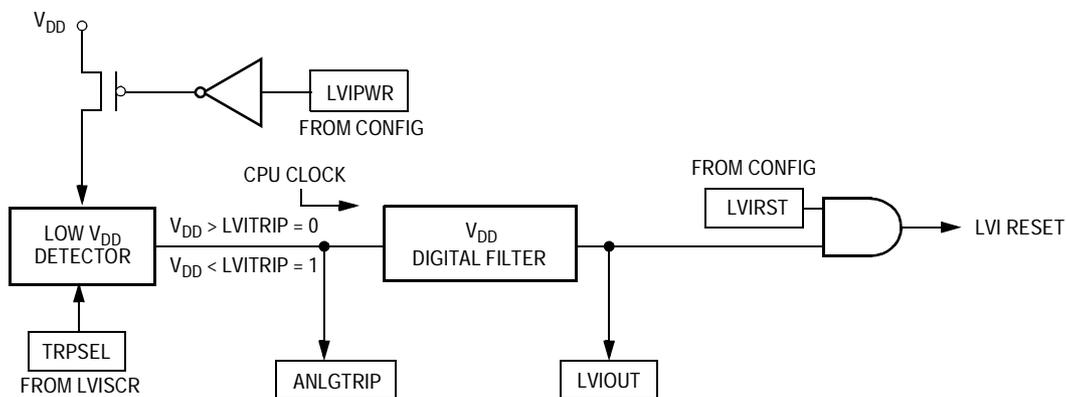 VDD
LVIPWR
FROM CONFIG
FROM CONFIG
CPU CLOCK
LVIRST
VDD > LVITRIP = 0
LOW VDD
DETECTOR
VDD
DIGITAL FILTER
LVI RESET
VDD < LVITRIP = 1
TRPSEL
FROM LVISCR
ANLGTRIP
LVIOUT